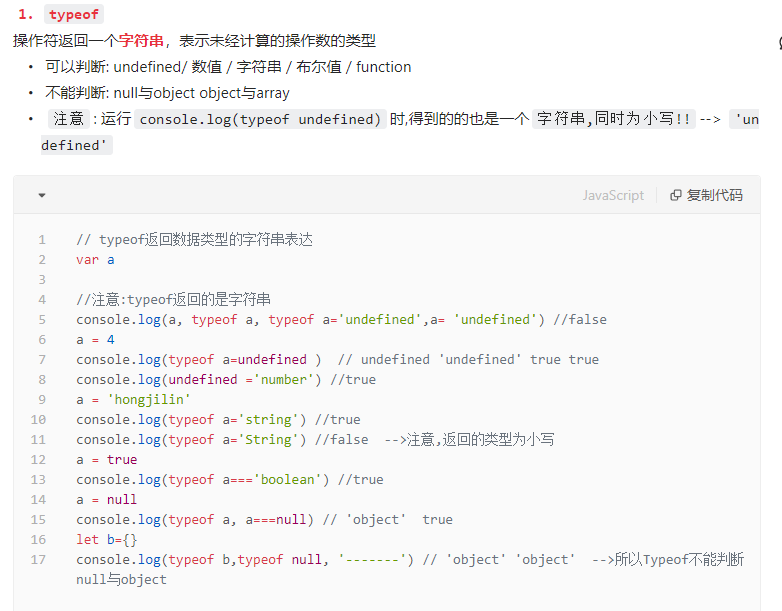 1. typeof
操作符返回一个字符串，表示未经计算的操作数的类型
• 可以判断: undefined/ 数值 / 字符串 / 布尔值 / function
• 不能判断: null与object object与array
• 注意 : 运行 console.log(typeof undefined) 时,得到的的也是一个 字符串,同时为小写!! --> 'un
defined'
JavaScript 复制代码
1 // typeof返回数据类型的字符串表达
2 var a
3
4 //注意:typeof返回的是字符串
5 console.log(a, typeof a, typeof a='undefined',a= 'undefined') //false
6 a = 4
7 console.log(typeof a=undefined ) // undefined 'undefined' true true
8 console.log(undefined ='number') //true
9 a = 'hongjilin'
10 console.log(typeof a='string') //true
11 console.log(typeof a='String') //false -->注意,返回的类型为小写
12 a = true
13 console.log(typeof a==='boolean') //true
14 a = null
15 console.log(typeof a, a===null) // 'object' true
16 let b={}
17 console.log(typeof b,typeof null, '-------') // 'object' 'object' -->所以Typeof不能判断
null与object